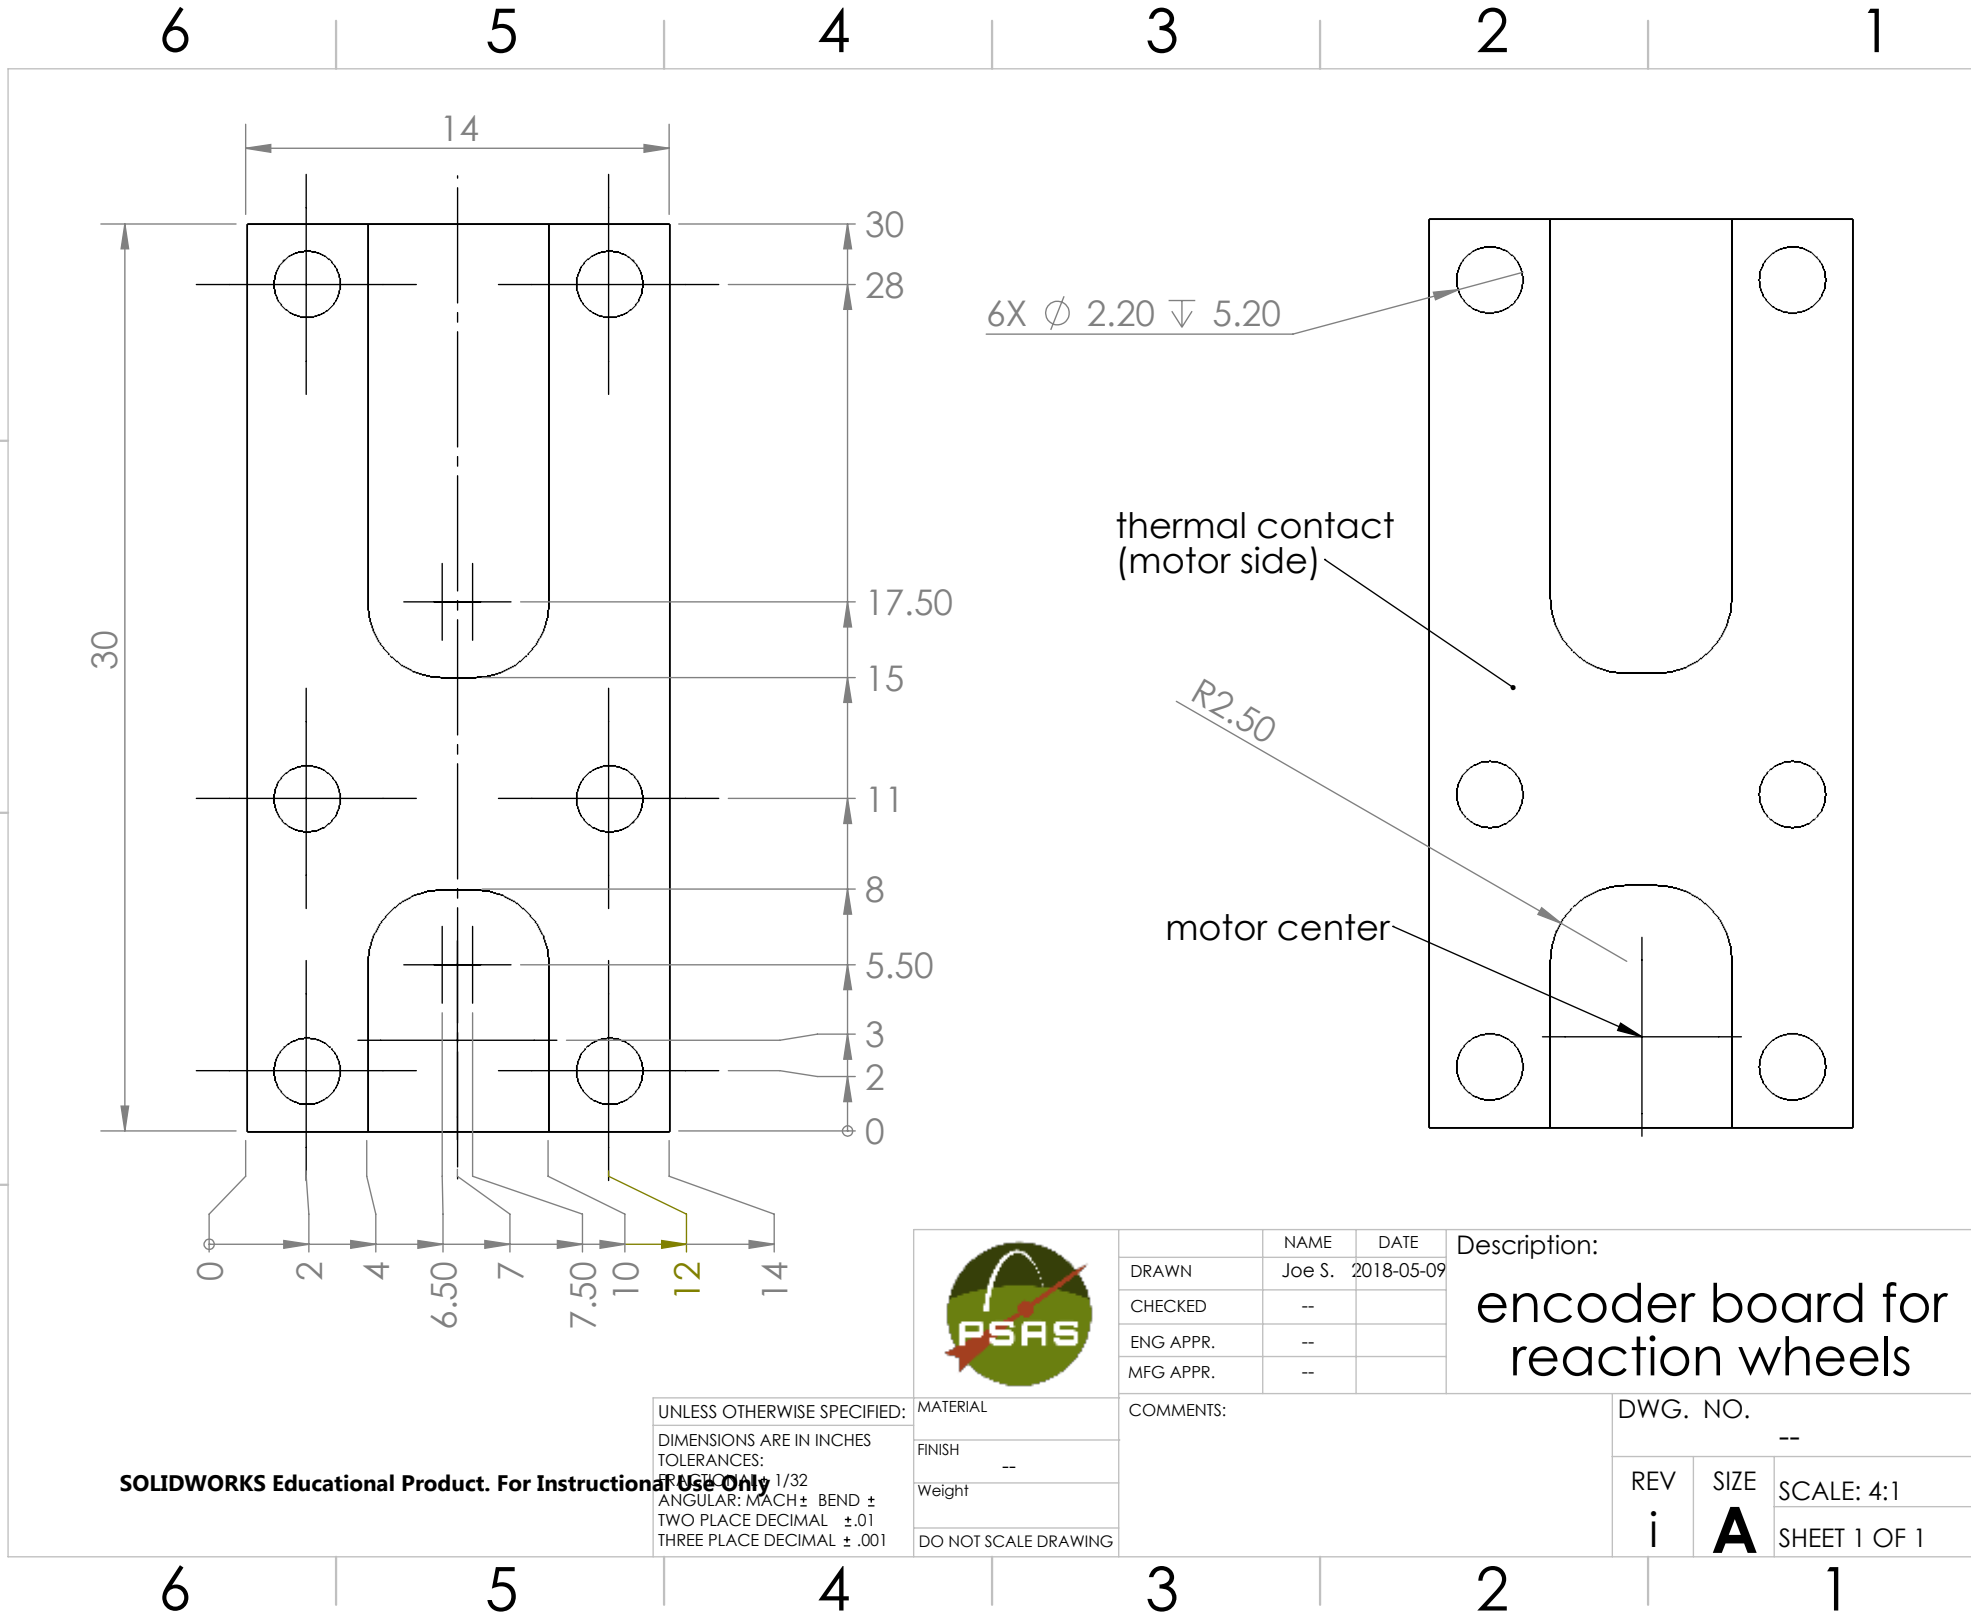 6 5 4 3 2 1
14
30
28
17.50
15
11
8
5.50
3
2
0
30
0 2 4 6.50 7 7.50 10 12 14
6X ⌀ 2.20 ↧ 5.20
thermal contact
(motor side)
R2.50
motor center
PSAS
NAME DATE
DRAWN Joe S. 2018-05-09
CHECKED --
ENG APPR. --
MFG APPR. --
Description:
encoder board for
reaction wheels
UNLESS OTHERWISE SPECIFIED:
DIMENSIONS ARE IN INCHES
TOLERANCES:
FRACTIONAL ± 1/32
ANGULAR: MACH ± BEND ±
TWO PLACE DECIMAL ±.01
THREE PLACE DECIMAL ± .001
MATERIAL
FINISH
--
Weight
DO NOT SCALE DRAWING
COMMENTS:
DWG. NO.
--
REV
i
SIZE
A
SCALE: 4:1
SHEET 1 OF 1
SOLIDWORKS Educational Product. For Instructional Use Only
6 5 4 3 2 1